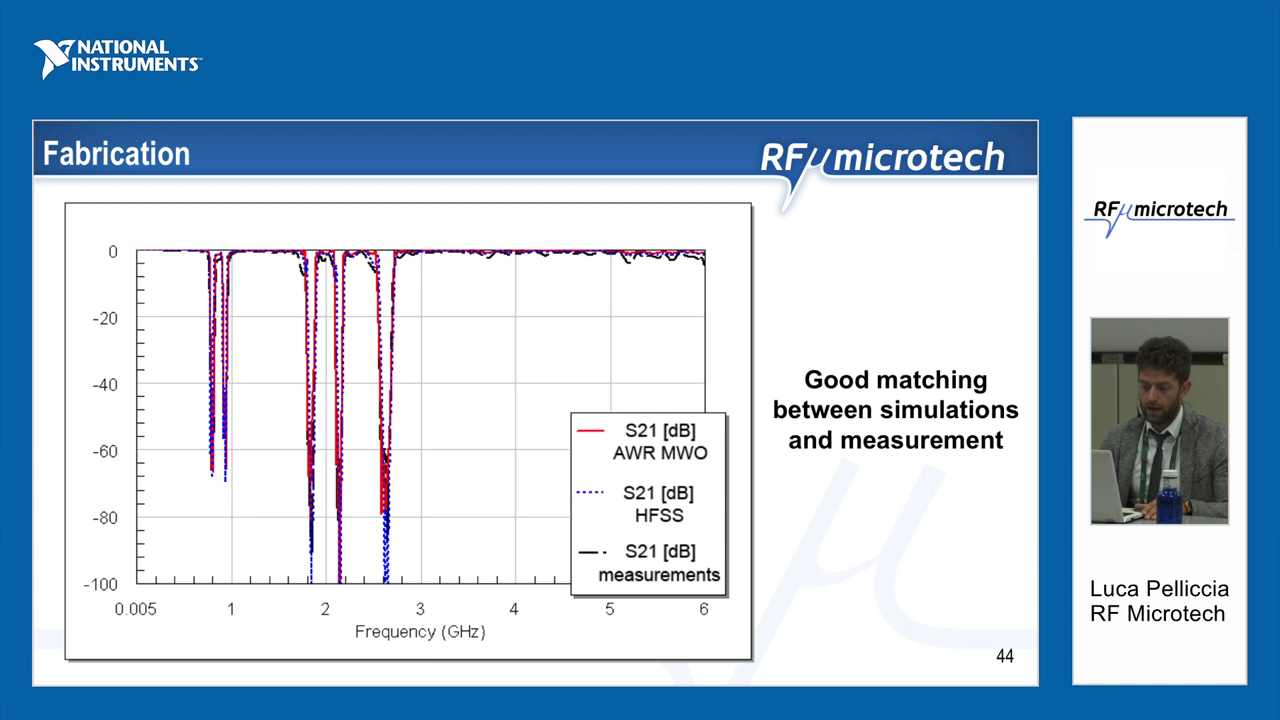 NATIONAL
INSTRUMENTS™
Fabrication
RFμmicrotech
0
-20
-40
-60
-80
-100
0.005
1
2
3
4
5
6
Frequency (GHz)
S21 [dB]
AWR MWO
S21 [dB]
HFSS
S21 [dB]
measurements
Good matching
between simulations
and measurement
44
RFμmicrotech
Luca Pelliccia
RF Microtech